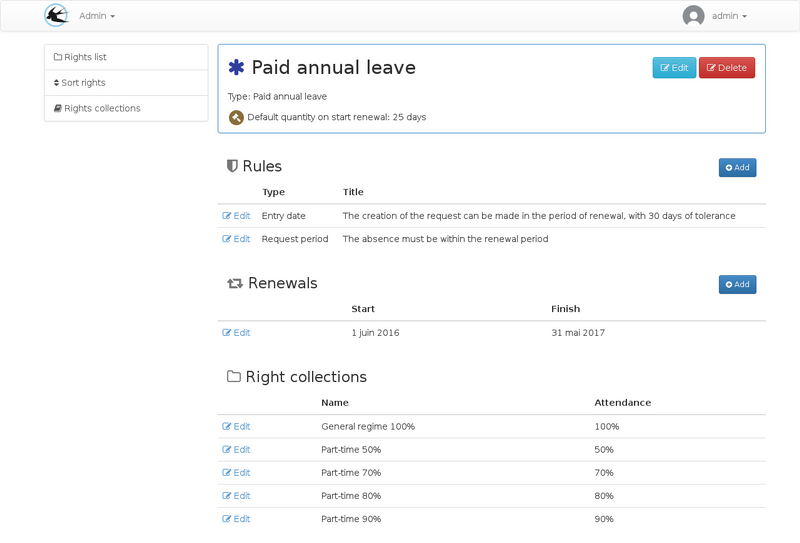 Admin
admin
Rights list
Sort rights
Rights collections
Paid annual leave
Edit
Delete
Type: Paid annual leave
Default quantity on start renewal: 25 days
Rules
Add
Type Title
Edit Entry date The creation of the request can be made in the period of renewal, with 30 days of tolerance
Edit Request period The absence must be within the renewal period
Renewals
Add
Start Finish
Edit 1 juin 2016 31 mai 2017
Right collections
Name Attendance
Edit General regime 100% 100%
Edit Part-time 50% 50%
Edit Part-time 70% 70%
Edit Part-time 80% 80%
Edit Part-time 90% 90%